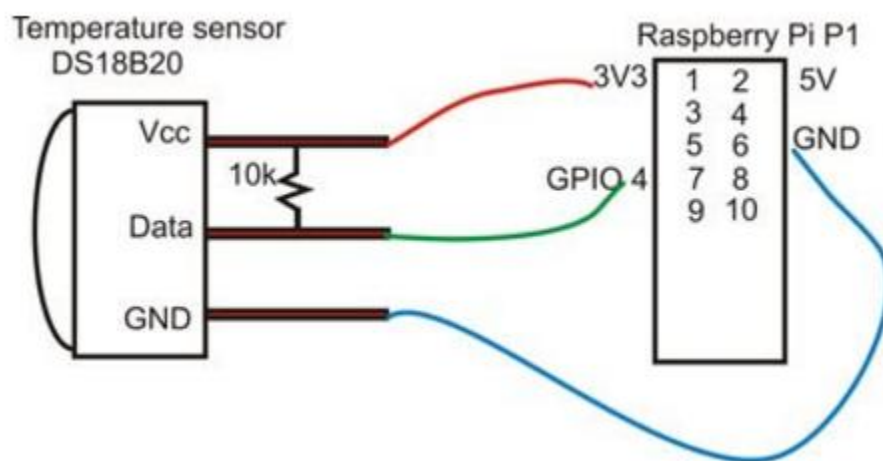 Temperature sensor
DS18B20
Vcc
10k
Data
GND
Raspberry Pi P1
3V3 1 2 5V
3 4
5 6 GND
GPIO 4 7 8
9 10